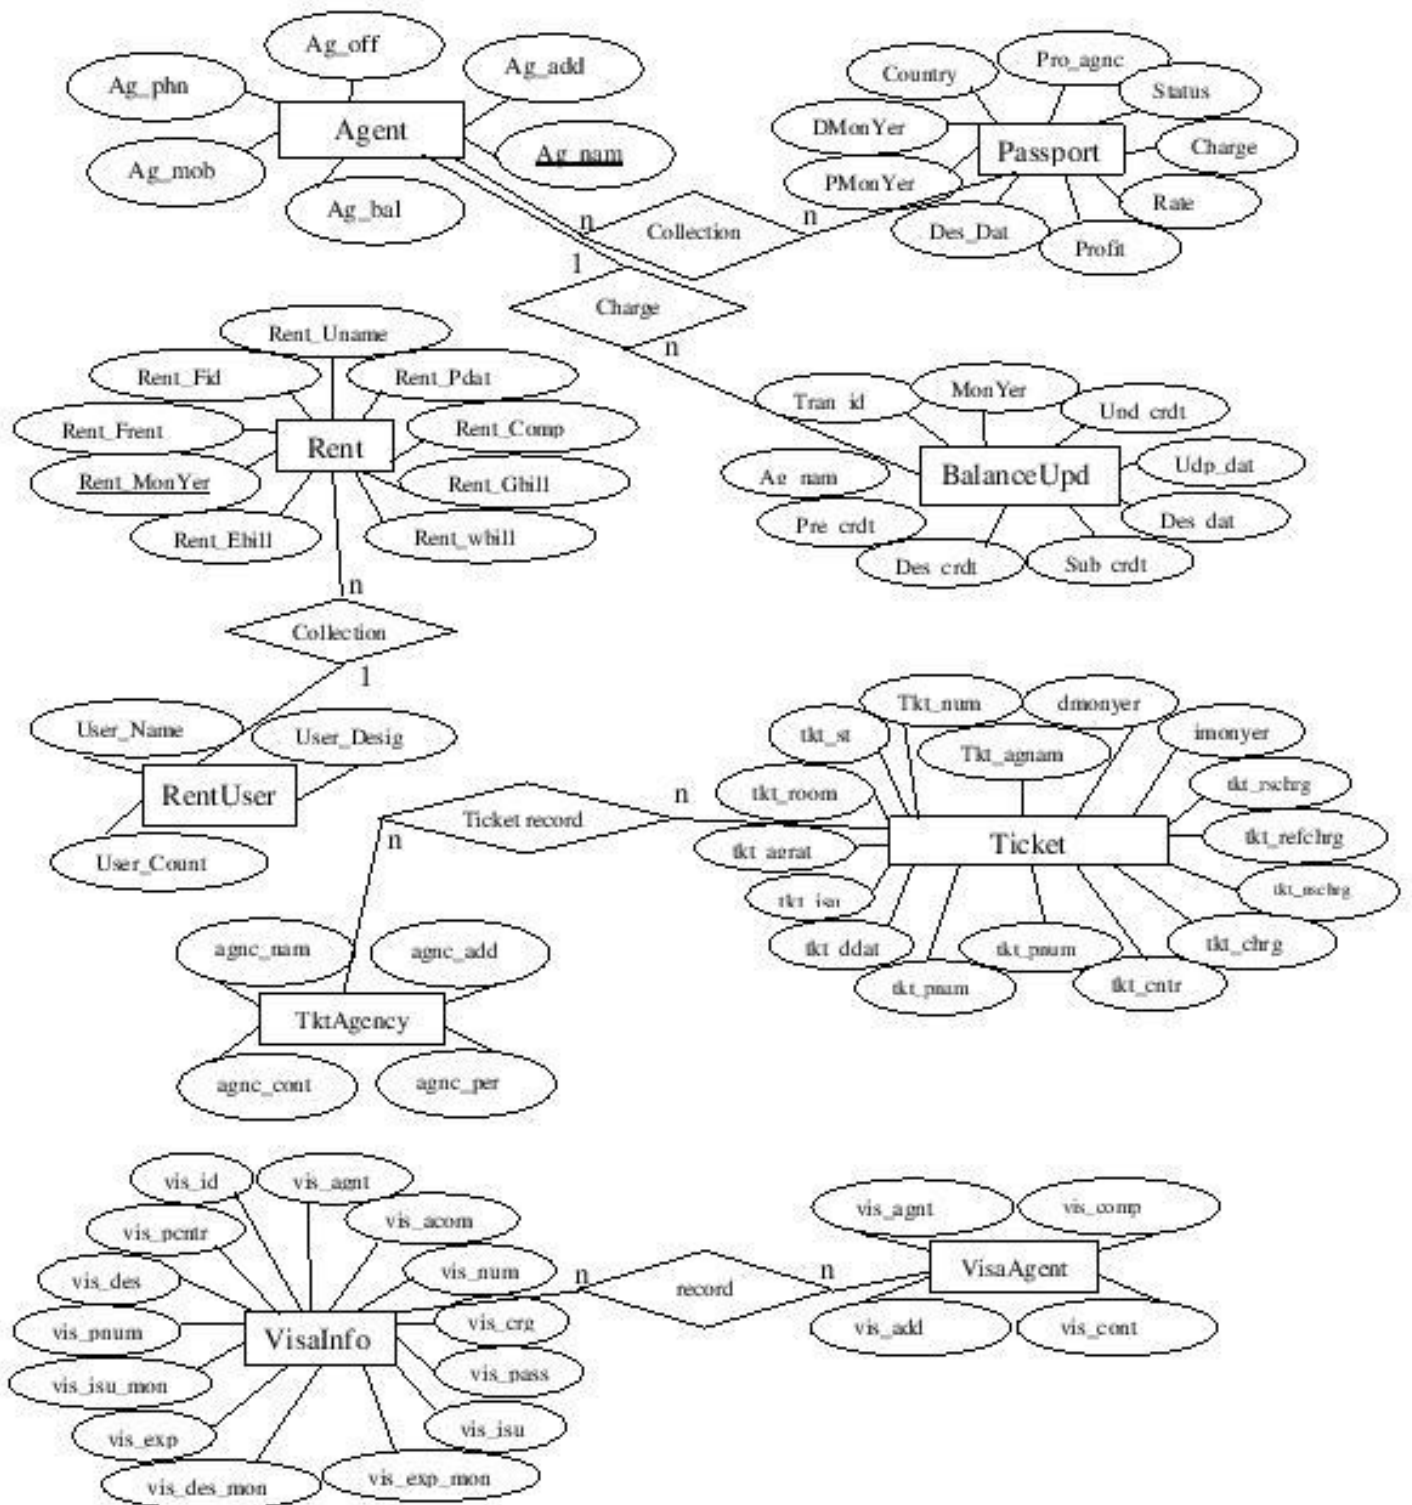 Ag_off
Ag_add
Ag_phn
Agent
Ag_nam
Ag_mob
Ag_bal
Pro_agnc
Country
Status
DMonYer
Passport
Charge
PMonYer
Rate
Des_Dat
Profit
n
Collection
n
1
Charge
n
Rent_Uname
Rent_Fid
Rent_Pdat
Rent_Frent
Rent_Comp
Rent
Rent_MonYer
Rent_Gbill
Rent_Ebill
Rent_wbill
MonYer
Tran_id
Und_crdt
Ag_nam
BalanceUpd
Udp_dat
Pre_crdt
Des_dat
Des_crdt
Sub_crdt
n
Collection
1
User_Name
User_Desig
RentUser
User_Count
Tkt_num
dmonyer
tkt_st
imonyer
Tkt_agnam
tkt_room
tkt_rschrg
n
Ticket record
n
Ticket
tkt_refchrg
tkt_agrat
tkt_isu
tkt_nschrg
tkt_ddat
tkt_pnum
tkt_chrg
tkt_pnam
tkt_cntr
agnc_nam
agnc_add
TktAgency
agnc_cont
agnc_per
vis_id
vis_agnt
vis_pcntr
vis_acom
vis_des
vis_num
vis_pnum
VisaInfo
vis_crg
vis_isu_mon
vis_pass
vis_exp
vis_isu
vis_des_mon
vis_exp_mon
n
record
n
vis_agnt
vis_comp
VisaAgent
vis_add
vis_cont